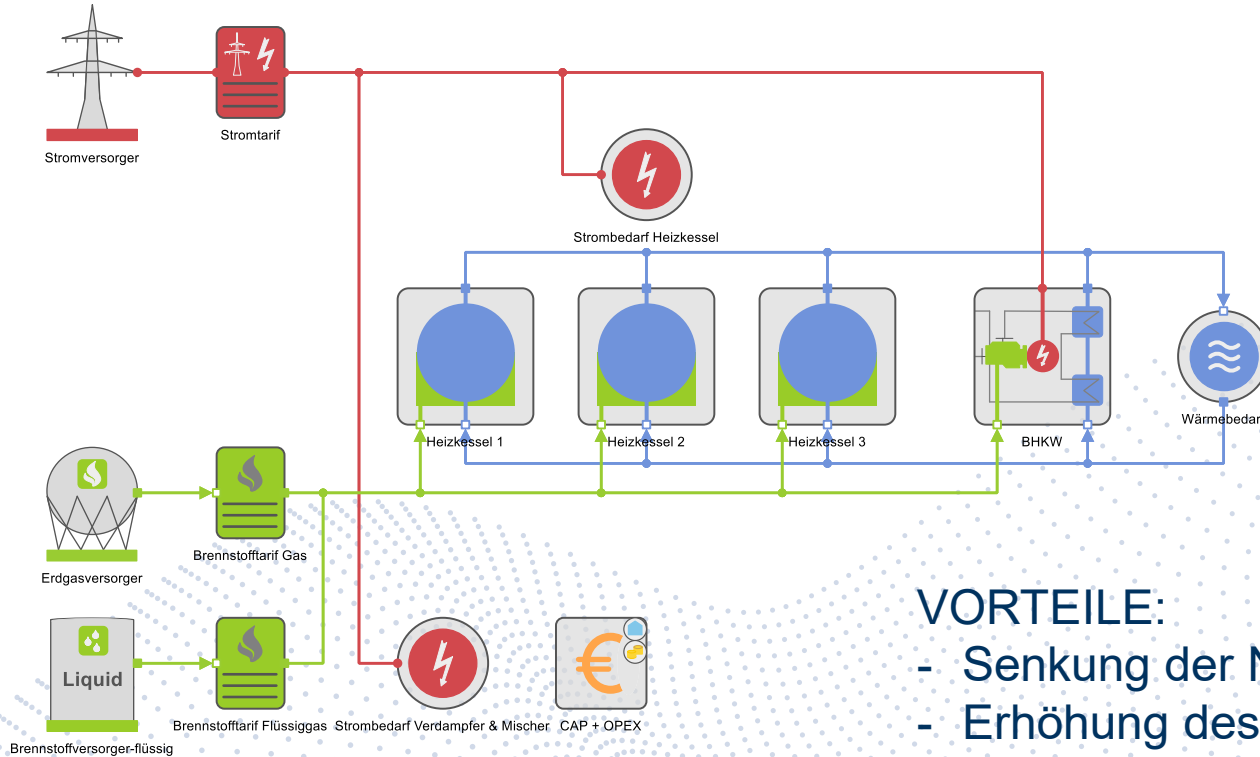 Stromversorger
Stromtarif
Strombedarf Heizkessel
Heizkessel 1
Heizkessel 2
Heizkessel 3
BHKW
Wärmebedar
Erdgasversorger
Brennstofftarif Gas
Liquid
Brennstoffversorger-flüssig
Brennstofftarif Flüssiggas
Strombedarf Verdampfer & Mischer
€
CAP + OPEX
VORTEILE:
- Senkung der
- Erhöhung des